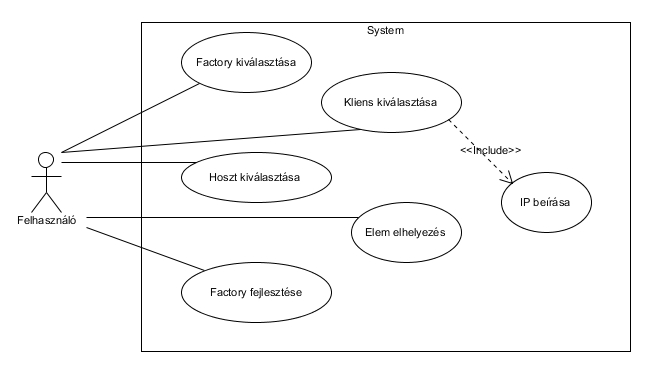 System
Factory kiválasztása
Kliens kiválasztása
<<Include>>
Hoszt kiválasztása
IP beírása
Felhasználó
Elem elhelyezés
Factory fejlesztése